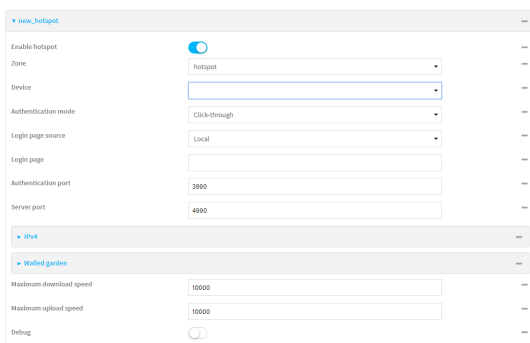 new_hotspot
Enable hotspot
Zone
hotspot
Device
Authentication mode
Click-through
Login page source
Local
Login page
Authentication port
3990
Server port
4990
IPv4
Walled garden
Maximum download speed
10000
Maximum upload speed
10000
Debug